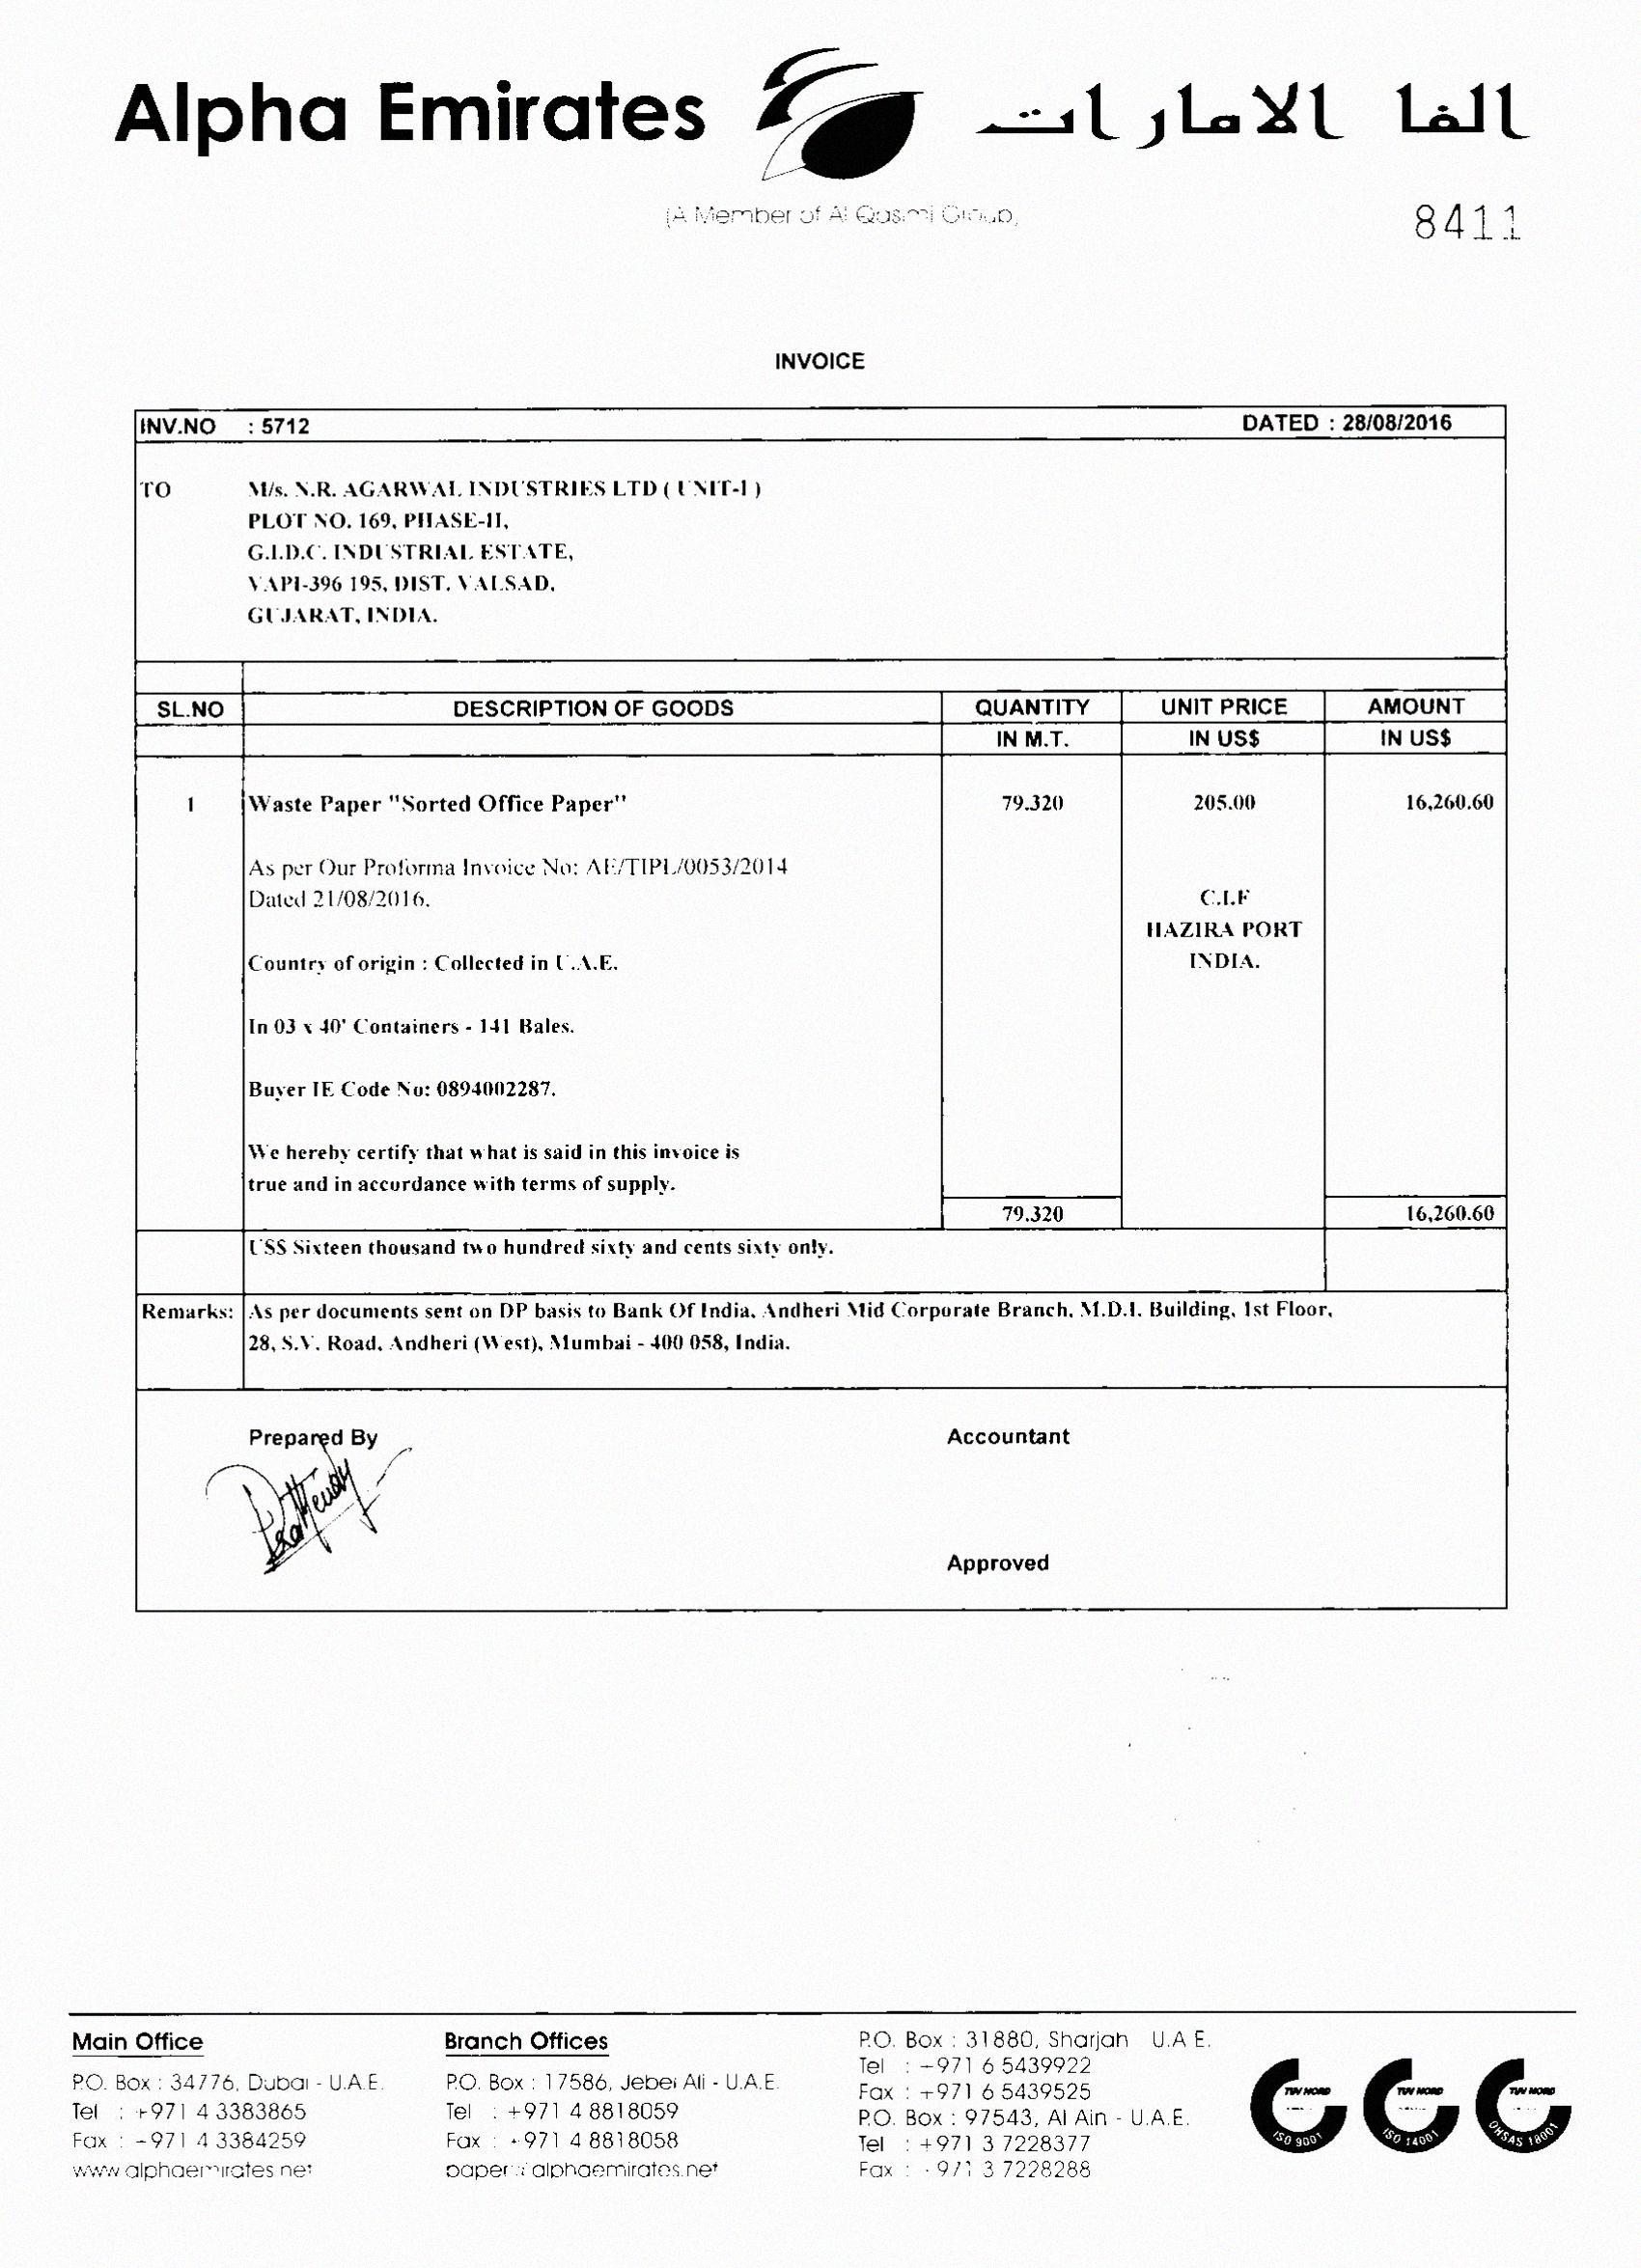 Alpha Emirates الفا الامارات
(A Member of Al Qasmi Group)
8411
INVOICE
INV.NO : 5712 DATED : 28/08/2016
TO M/s. N.R. AGARWAL INDUSTRIES LTD ( UNIT-I )
PLOT NO. 169, PHASE-II,
G.I.D.C. INDUSTRIAL ESTATE,
VAPI-396 195, DIST. VALSAD,
GUJARAT, INDIA.
SL.NO DESCRIPTION OF GOODS QUANTITY UNIT PRICE AMOUNT
IN M.T. IN US$ IN US$
1 Waste Paper "Sorted Office Paper" 79.320 205.00 16,260.60
As per Our Proforma Invoice No: AE/TIPL/0053/2014
Dated 21/08/2016. C.I.F
HAZIRA PORT
Country of origin : Collected in U.A.E. INDIA.
In 03 x 40' Containers - 141 Bales.
Buyer IE Code No: 0894002287.
We hereby certify that what is said in this invoice is
true and in accordance with terms of supply.
79.320 16,260.60
US$ Sixteen thousand two hundred sixty and cents sixty only.
Remarks: As per documents sent on DP basis to Bank Of India, Andheri Mid Corporate Branch, M.D.I. Building, 1st Floor,
28, S.V. Road, Andheri (West), Mumbai - 400 058, India.
Prepared By Accountant
Approved
Main Office
P.O. Box : 34776, Dubai - U.A.E.
Tel : +971 4 3383865
Fax : +971 4 3384259
www.alphaemirates.net
Branch Offices
P.O. Box : 17586, Jebel Ali - U.A.E.
Tel : +971 4 8818059
Fax : +971 4 8818058
paper@alphaemirates.net
P.O. Box : 31880, Sharjah U.A.E.
Tel : +971 6 5439922
Fax : +971 6 5439525
P.O. Box : 97543, Al Ain - U.A.E.
Tel : +971 3 7228377
Fax : +971 3 7228288
TUV NORD TUV NORD TUV NORD
ISO 9001 ISO 14001 OHSAS 18001